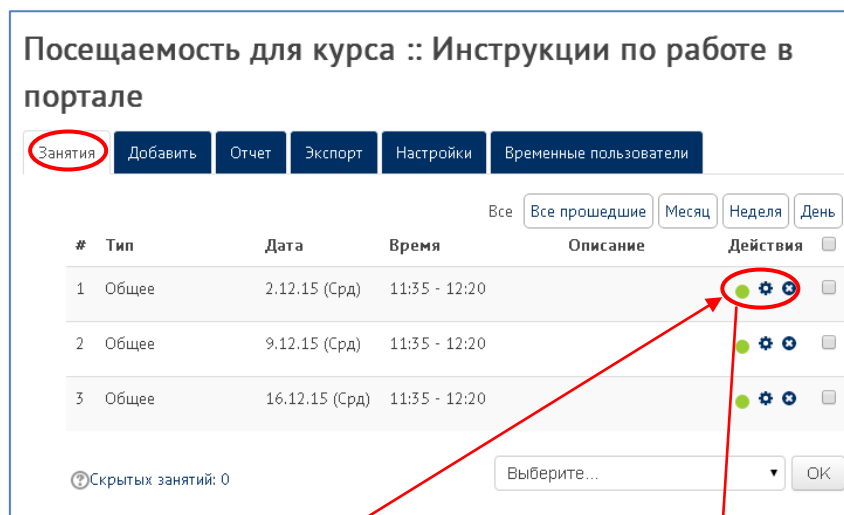 Посещаемость для курса :: Инструкции по работе в
портале
Занятия Добавить Отчет Экспорт Настройки Временные пользователи
Все Все прошедшие Месяц Неделя День
# Тип Дата Время Описание Действия
1 Общее 2.12.15 (Срд) 11:35 - 12:20
2 Общее 9.12.15 (Срд) 11:35 - 12:20
3 Общее 16.12.15 (Срд) 11:35 - 12:20
?Скрытых занятий: 0 Выберите... OK